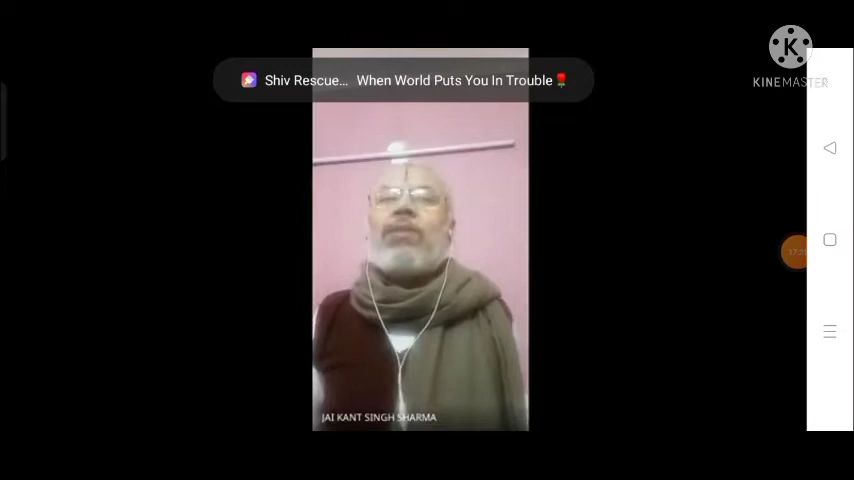 Shiv Rescue... When World Puts You In Trouble🌹
K
KINEMASTER
JAI KANT SINGH SHARMA